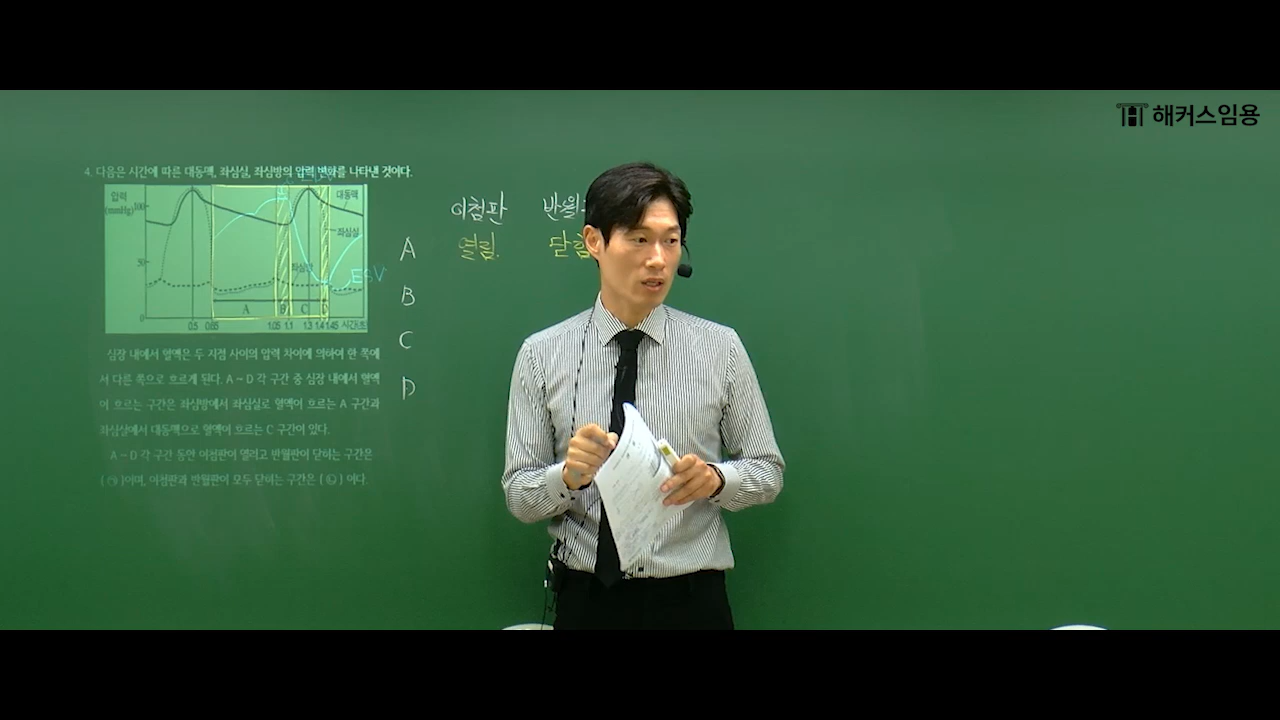 해커스임용
4. 다음은 시간에 따른 대동맥, 좌심실, 좌심방의 압력 변화를 나타낸 것이다.
압력
(mmHg)
100
대동맥
좌심실
좌심방
ESV
50
A B C
0
0.5 0.65 1.05 1.1 1.3 1.4 1.45 시간(초)
심장 내에서 혈액은 두 지점 사이의 압력 차이에 의하여 한 쪽에
서 다른 쪽으로 흐르게 된다. A ~ D 각 구간 중 심장 내에서 혈액
이 흐르는 구간은 좌심방에서 좌심실로 혈액이 흐르는 A 구간과
좌심실에서 대동맥으로 혈액이 흐르는 C 구간이 있다.
A ~ D 각 구간 동안 이첨판이 열리고 반월판이 닫히는 구간은
( ㉠ )이며, 이첨판과 반월판이 모두 닫히는 구간은 ( ㉡ ) 이다.
이첨판 반월
A 열림. 닫힘
B
C
D